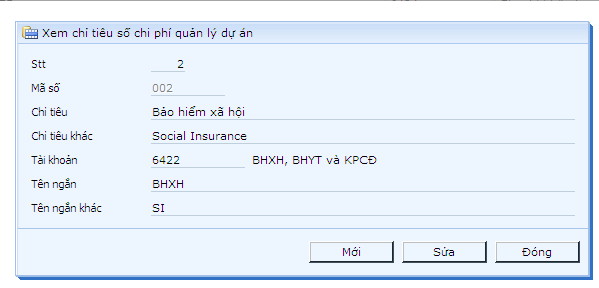 Xem chỉ tiêu số chi phí quản lý dự án
Stt 2
Mã số 002
Chỉ tiêu Bảo hiểm xã hội
Chỉ tiêu khác Social Insurance
Tài khoản 6422 BHXH, BHYT và KPCĐ
Tên ngắn BHXH
Tên ngắn khác SI
Mới Sửa Đóng